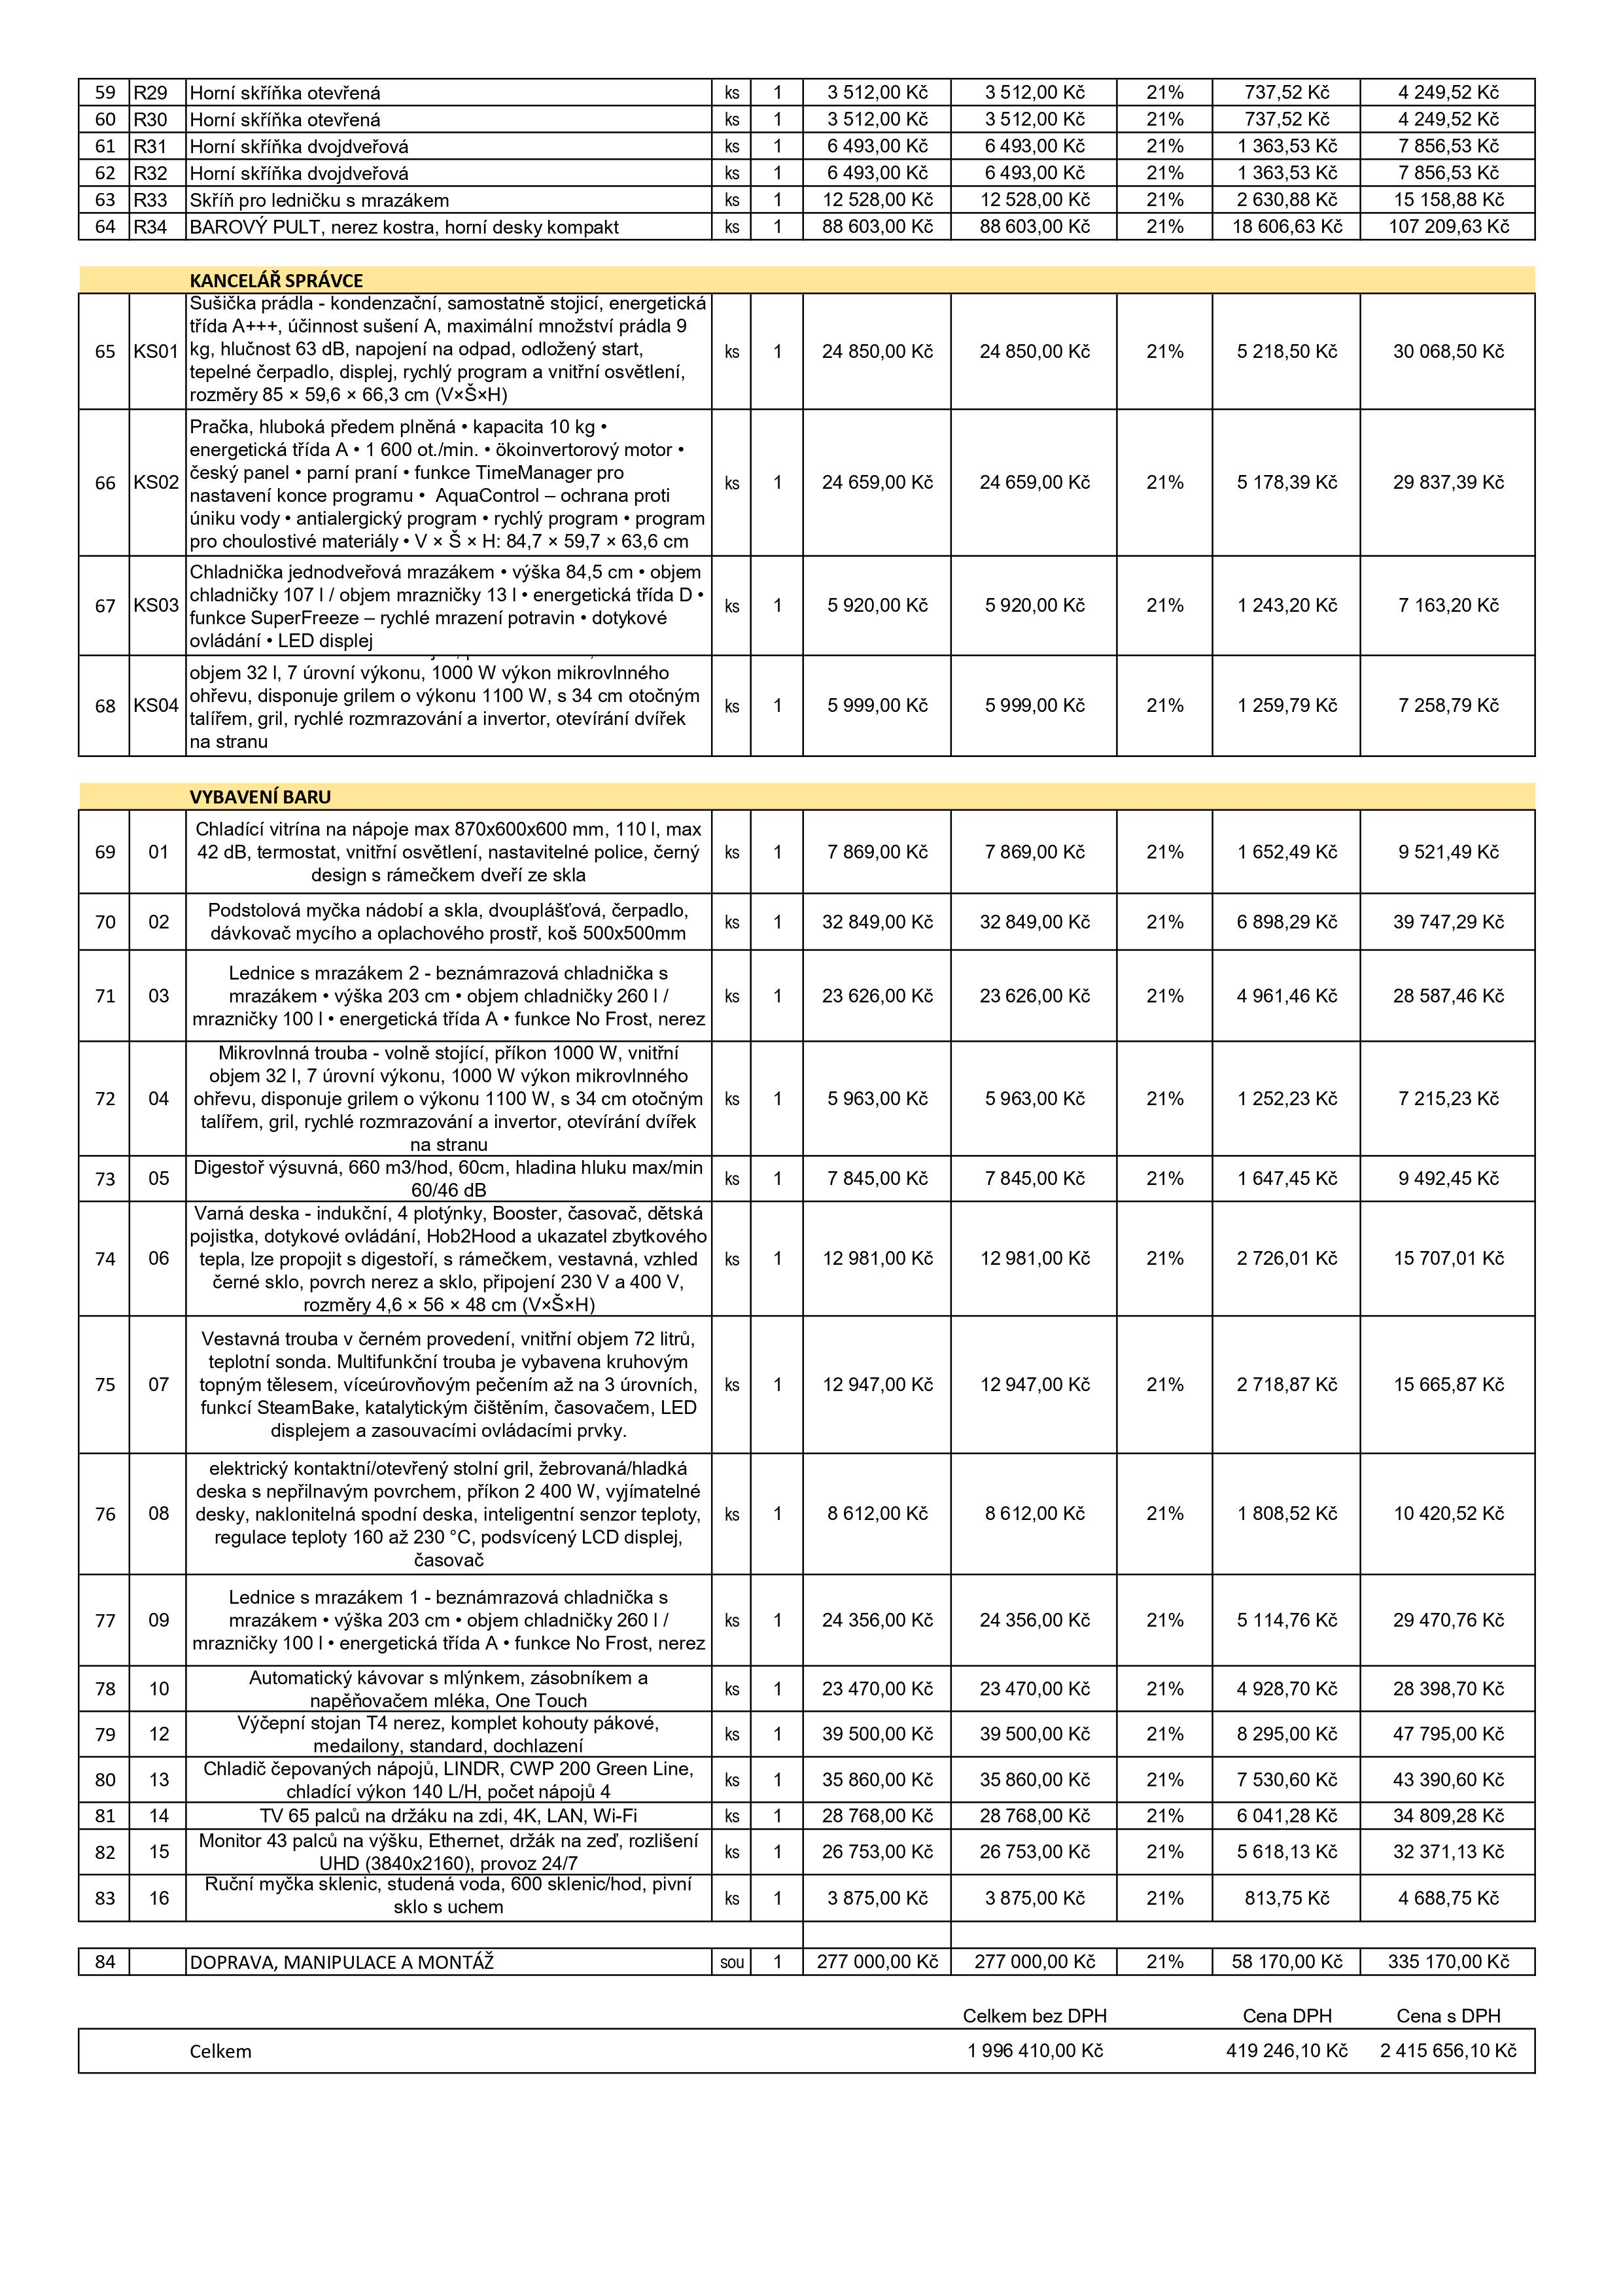 59 R29 Horní skříňka otevřená ks 1 3 512,00 Kč 3 512,00 Kč 21% 737,52 Kč 4 249,52 Kč
60 R30 Horní skříňka otevřená ks 1 3 512,00 Kč 3 512,00 Kč 21% 737,52 Kč 4 249,52 Kč
61 R31 Horní skříňka dvojdveřová ks 1 6 493,00 Kč 6 493,00 Kč 21% 1 363,53 Kč 7 856,53 Kč
62 R32 Horní skříňka dvojdveřová ks 1 6 493,00 Kč 6 493,00 Kč 21% 1 363,53 Kč 7 856,53 Kč
63 R33 Skříň pro ledničku s mrazákem ks 1 12 528,00 Kč 12 528,00 Kč 21% 2 630,88 Kč 15 158,88 Kč
64 R34 BAROVÝ PULT, nerez kostra, horní desky kompakt ks 1 88 603,00 Kč 88 603,00 Kč 21% 18 606,63 Kč 107 209,63 Kč
KANCELÁŘ SPRÁVCE
Sušička prádla - kondenzační, samostatně stojicí, energetická
třída A+++, účinnost sušení A, maximální množství prádla 9
65 KS01 kg, hlučnost 63 dB, napojení na odpad, odložený start, ks 1 24 850,00 Kč 24 850,00 Kč 21% 5 218,50 Kč 30 068,50 Kč
tepelné čerpadlo, displej, rychlý program a vnitřní osvětlení,
rozměry 85 × 59,6 × 66,3 cm (V×Š×H)
Pračka, hluboká předem plněná • kapacita 10 kg •
energetická třída A • 1 600 ot./min. • ökoinvertorový motor •
český panel • parní praní • funkce TimeManager pro
66 KS02 nastavení konce programu • AquaControl – ochrana proti ks 1 24 659,00 Kč 24 659,00 Kč 21% 5 178,39 Kč 29 837,39 Kč
úniku vody • antialergický program • rychlý program • program
pro choulostivé materiály • V × Š × H: 84,7 × 59,7 × 63,6 cm
Chladnička jednodveřová mrazákem • výška 84,5 cm • objem
chladničky 107 l / objem mrazničky 13 l • energetická třída D •
67 KS03 funkce SuperFreeze – rychlé mrazení potravin • dotykové ks 1 5 920,00 Kč 5 920,00 Kč 21% 1 243,20 Kč 7 163,20 Kč
ovládání • LED displej
objem 32 l, 7 úrovní výkonu, 1000 W výkon mikrovlnného
ohřevu, disponuje grilem o výkonu 1100 W, s 34 cm otočným
68 KS04 talířem, gril, rychlé rozmrazování a invertor, otevírání dvířek ks 1 5 999,00 Kč 5 999,00 Kč 21% 1 259,79 Kč 7 258,79 Kč
na stranu
VYBAVENÍ BARU
Chladící vitrína na nápoje max 870x600x600 mm, 110 l, max
69 01 42 dB, termostat, vnitřní osvětlení, nastavitelné police, černý ks 1 7 869,00 Kč 7 869,00 Kč 21% 1 652,49 Kč 9 521,49 Kč
design s rámečkem dveří ze skla
70 02 Podstolová myčka nádobí a skla, dvouplášťová, čerpadlo, ks 1 32 849,00 Kč 32 849,00 Kč 21% 6 898,29 Kč 39 747,29 Kč
dávkovač mycího a oplachového prostř, koš 500x500mm
Lednice s mrazákem 2 - beznámrazová chladnička s
71 03 mrazákem • výška 203 cm • objem chladničky 260 l / ks 1 23 626,00 Kč 23 626,00 Kč 21% 4 961,46 Kč 28 587,46 Kč
mrazničky 100 l • energetická třída A • funkce No Frost, nerez
Mikrovlnná trouba - volně stojící, příkon 1000 W, vnitřní
objem 32 l, 7 úrovní výkonu, 1000 W výkon mikrovlnného
72 04 ohřevu, disponuje grilem o výkonu 1100 W, s 34 cm otočným ks 1 5 963,00 Kč 5 963,00 Kč 21% 1 252,23 Kč 7 215,23 Kč
talířem, gril, rychlé rozmrazování a invertor, otevírání dvířek
na stranu
73 05 Digestoř výsuvná, 660 m3/hod, 60cm, hladina hluku max/min ks 1 7 845,00 Kč 7 845,00 Kč 21% 1 647,45 Kč 9 492,45 Kč
60/46 dB
Varná deska - indukční, 4 plotýnky, Booster, časovač, dětská
pojistka, dotykové ovládání, Hob2Hood a ukazatel zbytkového
74 06 tepla, lze propojit s digestoří, s rámečkem, vestavná, vzhled ks 1 12 981,00 Kč 12 981,00 Kč 21% 2 726,01 Kč 15 707,01 Kč
černé sklo, povrch nerez a sklo, připojení 230 V a 400 V,
rozměry 4,6 × 56 × 48 cm (V×Š×H)
Vestavná trouba v černém provedení, vnitřní objem 72 litrů,
teplotní sonda. Multifunkční trouba je vybavena kruhovým
75 07 topným tělesem, víceúrovňovým pečením až na 3 úrovních, ks 1 12 947,00 Kč 12 947,00 Kč 21% 2 718,87 Kč 15 665,87 Kč
funkcí SteamBake, katalytickým čištěním, časovačem, LED
displejem a zasouvacími ovládacími prvky.
elektrický kontaktní/otevřený stolní gril, žebrovaná/hladká
deska s nepřilnavým povrchem, příkon 2 400 W, vyjímatelné
76 08 desky, naklonitelná spodní deska, inteligentní senzor teploty, ks 1 8 612,00 Kč 8 612,00 Kč 21% 1 808,52 Kč 10 420,52 Kč
regulace teploty 160 až 230 °C, podsvícený LCD displej,
časovač
Lednice s mrazákem 1 - beznámrazová chladnička s
77 09 mrazákem • výška 203 cm • objem chladničky 260 l / ks 1 24 356,00 Kč 24 356,00 Kč 21% 5 114,76 Kč 29 470,76 Kč
mrazničky 100 l • energetická třída A • funkce No Frost, nerez
78 10 Automatický kávovar s mlýnkem, zásobníkem a ks 1 23 470,00 Kč 23 470,00 Kč 21% 4 928,70 Kč 28 398,70 Kč
napěňovačem mléka, One Touch
79 12 Výčepní stojan T4 nerez, komplet kohouty pákové, ks 1 39 500,00 Kč 39 500,00 Kč 21% 8 295,00 Kč 47 795,00 Kč
medailony, standard, dochlazení
80 13 Chladič čepovaných nápojů, LINDR, CWP 200 Green Line, ks 1 35 860,00 Kč 35 860,00 Kč 21% 7 530,60 Kč 43 390,60 Kč
chladící výkon 140 L/H, počet nápojů 4
81 14 TV 65 palců na držáku na zdi, 4K, LAN, Wi-Fi ks 1 28 768,00 Kč 28 768,00 Kč 21% 6 041,28 Kč 34 809,28 Kč
82 15 Monitor 43 palců na výšku, Ethernet, držák na zeď, rozlišení ks 1 26 753,00 Kč 26 753,00 Kč 21% 5 618,13 Kč 32 371,13 Kč
UHD (3840x2160), provoz 24/7
83 16 Ruční myčka sklenic, studená voda, 600 sklenic/hod, pivní ks 1 3 875,00 Kč 3 875,00 Kč 21% 813,75 Kč 4 688,75 Kč
sklo s uchem
84 DOPRAVA, MANIPULACE A MONTÁŽ sou 1 277 000,00 Kč 277 000,00 Kč 21% 58 170,00 Kč 335 170,00 Kč
Celkem bez DPH Cena DPH Cena s DPH
Celkem 1 996 410,00 Kč 419 246,10 Kč 2 415 656,10 Kč